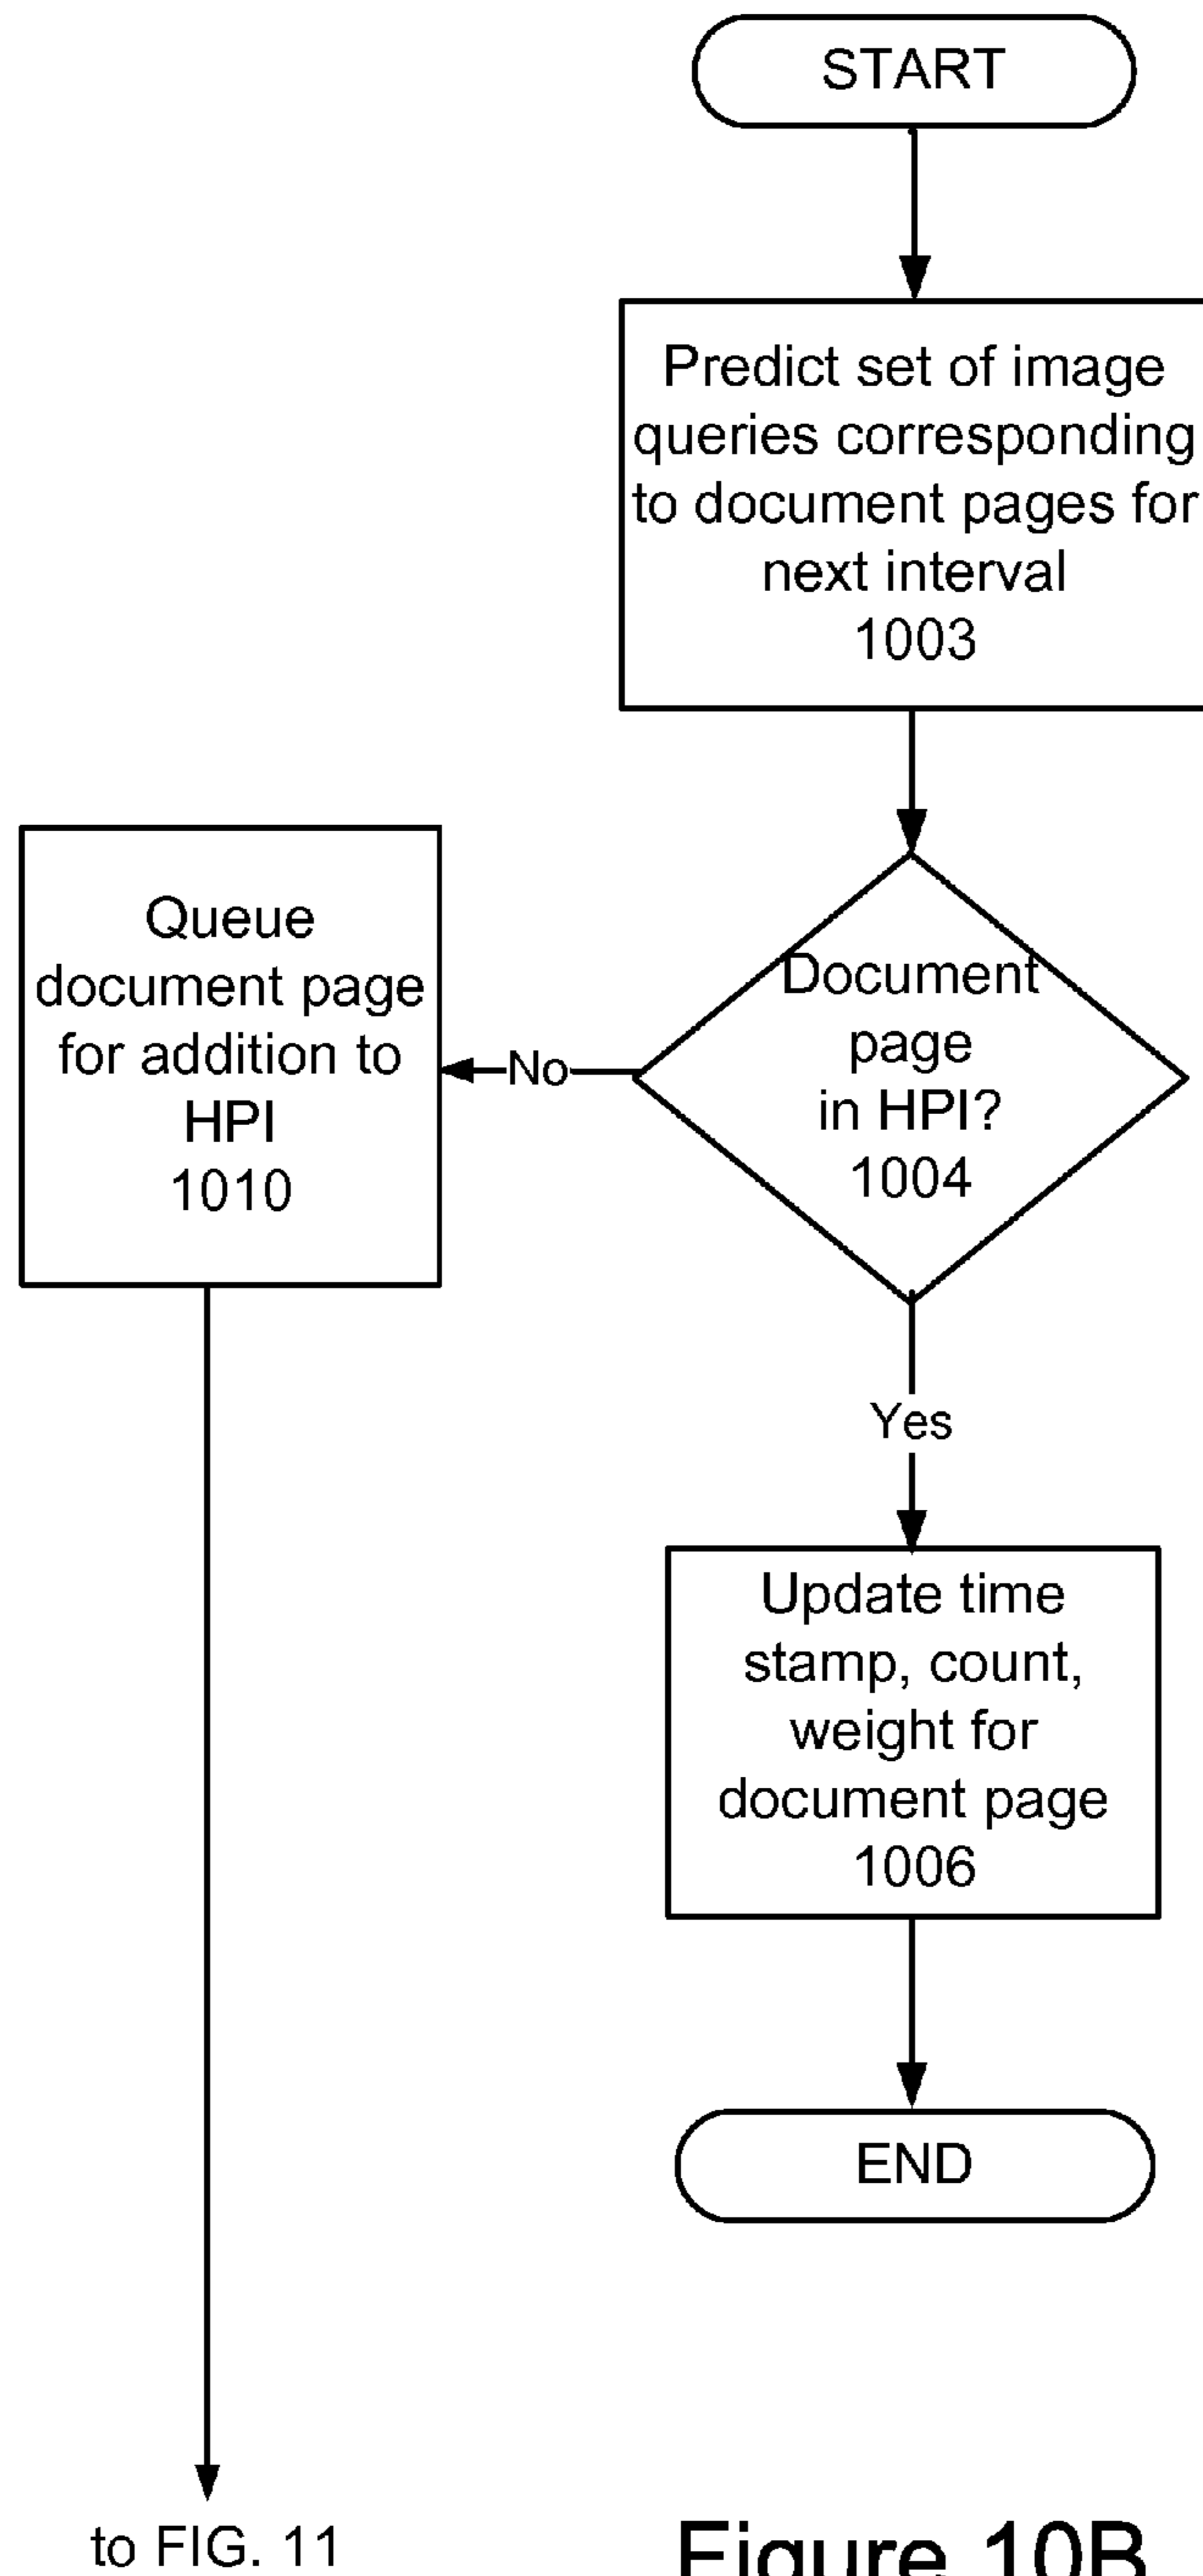 START
Predict set of image
queries corresponding
to document pages for
next interval
1003
Document
page
in HPI?
1004
No
Queue
document page
for addition to
HPI
1010
Yes
Update time
stamp, count,
weight for
document page
1006
END
to FIG. 11
Figure 10B